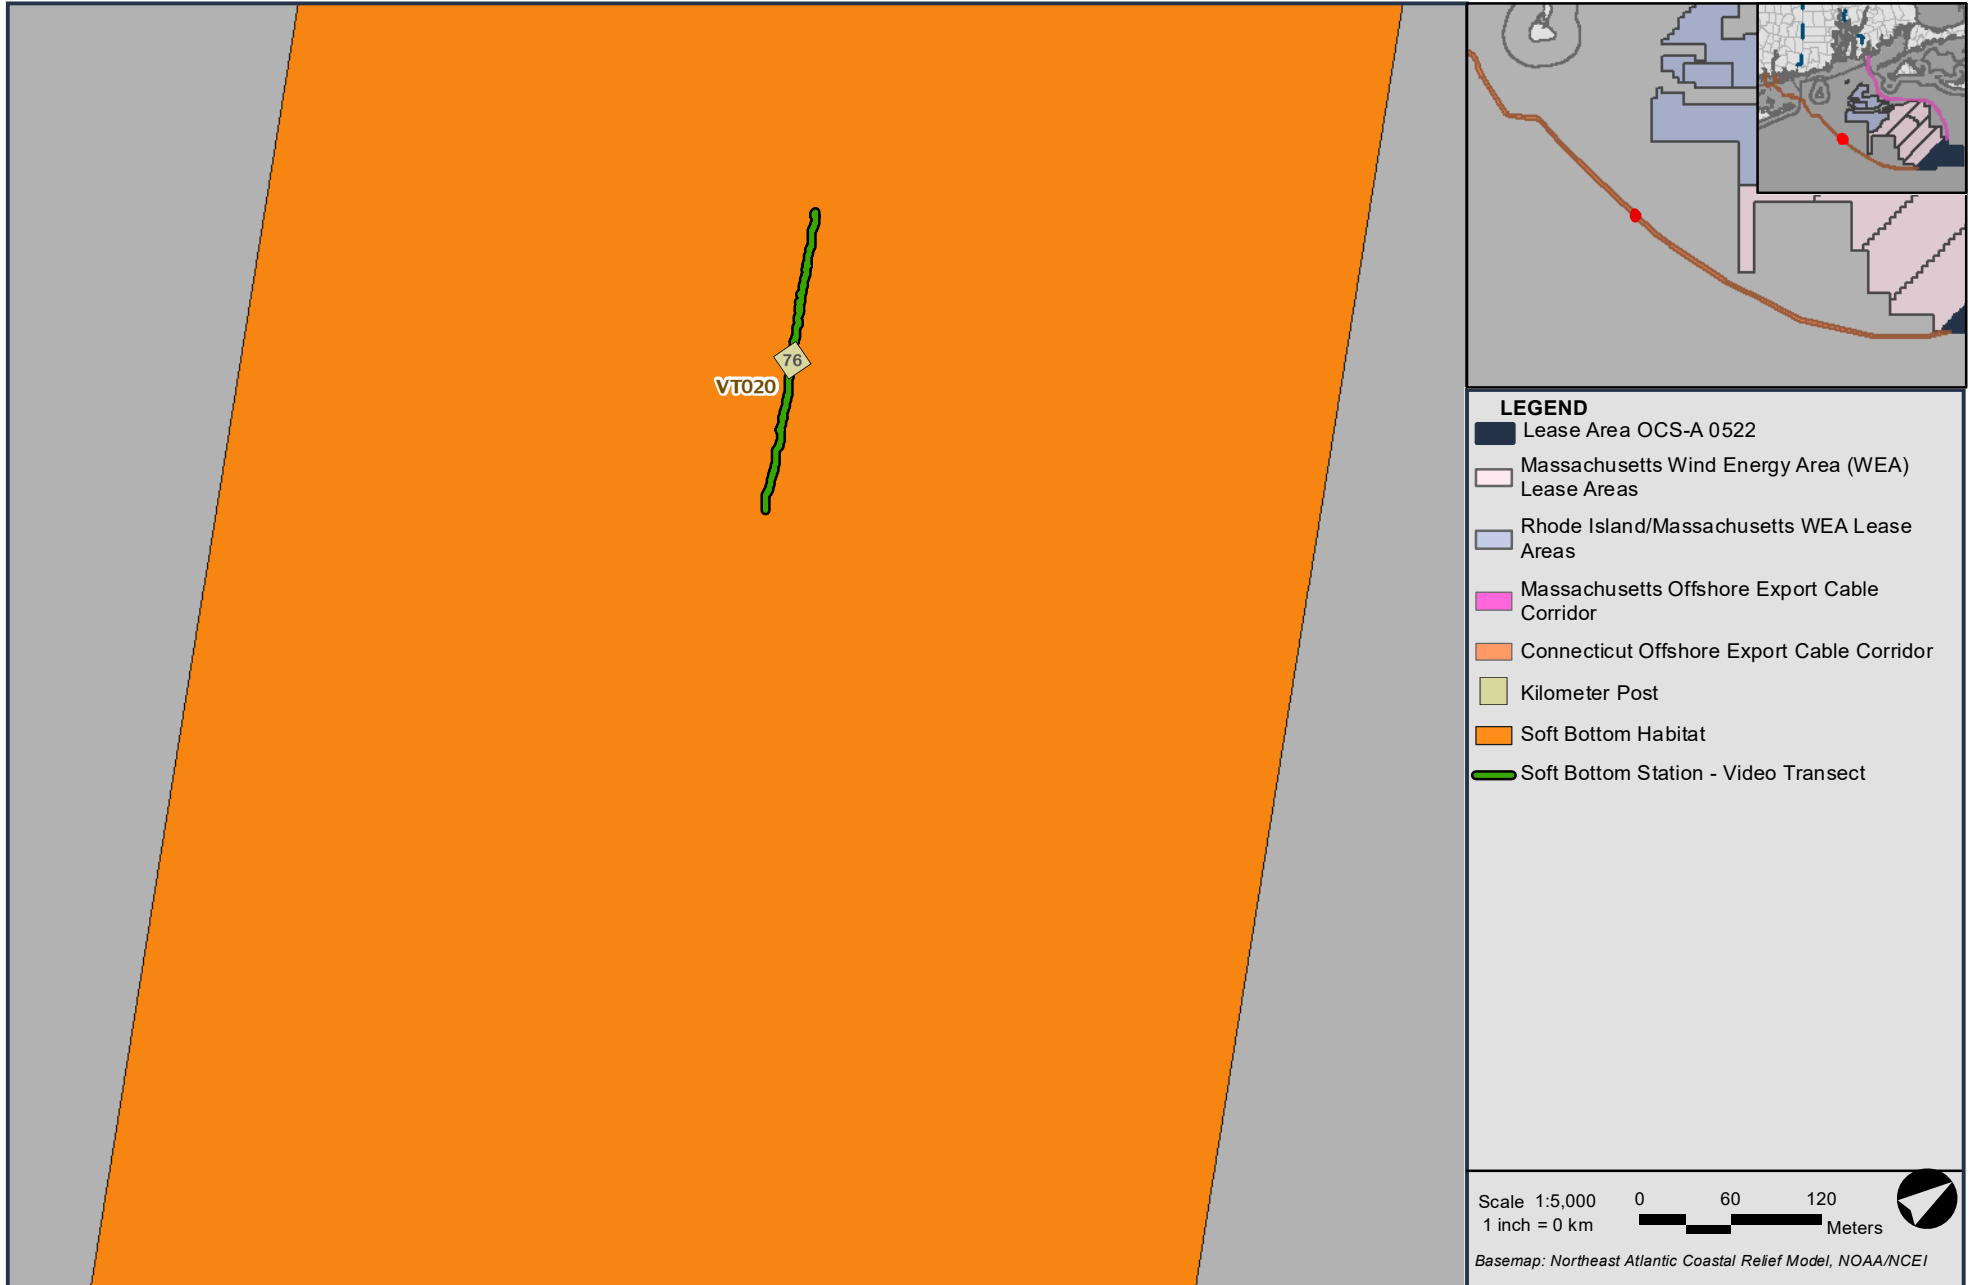 76
VT020
LEGEND
Lease Area OCS-A 0522
Massachusetts Wind Energy Area (WEA)
Lease Areas
Rhode Island/Massachusetts WEA Lease
Areas
Massachusetts Offshore Export Cable
Corridor
Connecticut Offshore Export Cable Corridor
Kilometer Post
Soft Bottom Habitat
Soft Bottom Station - Video Transect
Scale 1:5,000
1 inch = 0 km
0 60 120
Meters
Basemap: Northeast Atlantic Coastal Relief Model, NOAA/NCEI